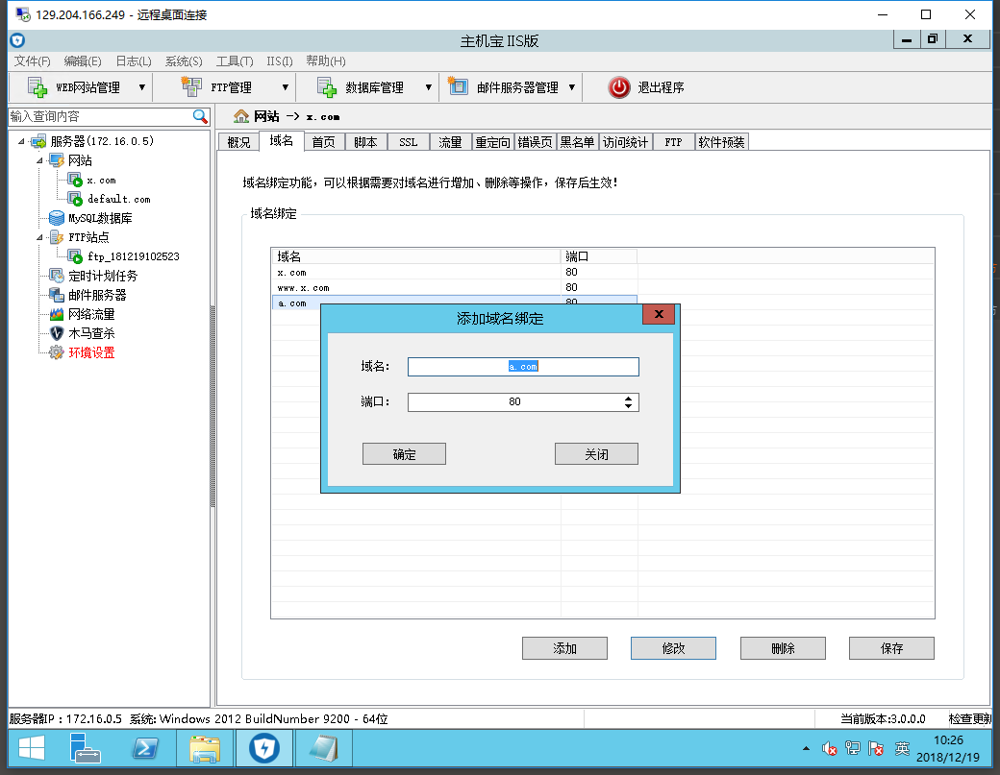 129.204.166.249 - 远程桌面连接
主机宝 IIS版
文件(F) 编辑(E) 日志(L) 系统(S) 工具(T) IIS(I) 帮助(H)
WEB网站管理 FTP管理 数据库管理 邮件服务器管理 退出程序
输入查询内容
网站 -> x.com
概况 域名 首页 脚本 SSL 流量 重定向 错误页 黑名单 访问统计 FTP 软件预装
服务器(172.16.0.5)
网站
x.com
default.com
MySQL数据库
FTP站点
ftp_181219102523
定时计划任务
邮件服务器
网络流量
木马查杀
环境设置
域名绑定功能，可以根据需要对域名进行增加、删除等操作，保存后生效！
域名绑定
域名 端口
x.com 80
www.x.com 80
a.com 80
添加域名绑定
X
域名: a.com
端口: 80
确定 关闭
添加 修改 删除 保存
服务器IP：172.16.0.5 系统: Windows 2012 BuildNumber 9200 - 64位 当前版本:3.0.0.0 检查更新
英
10:26
2018/12/19